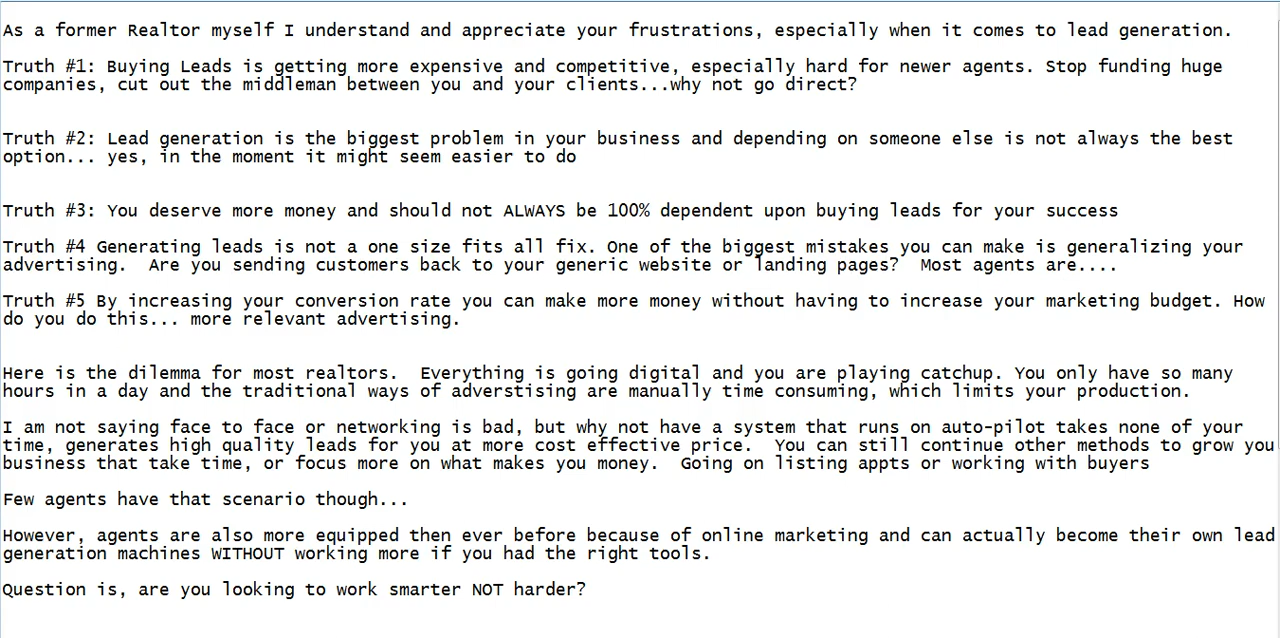 As a former Realtor myself I understand and appreciate your frustrations, especially when it comes to lead generation.
Truth #1: Buying Leads is getting more expensive and competitive, especially hard for newer agents. Stop funding huge
companies, cut out the middleman between you and your clients...why not go direct?
Truth #2: Lead generation is the biggest problem in your business and depending on someone else is not always the best
option... yes, in the moment it might seem easier to do
Truth #3: You deserve more money and should not ALWAYS be 100% dependent upon buying leads for your success
Truth #4 Generating leads is not a one size fits all fix. One of the biggest mistakes you can make is generalizing your
advertising.  Are you sending customers back to your generic website or landing pages?  Most agents are....
Truth #5 By increasing your conversion rate you can make more money without having to increase your marketing budget. How
do you do this... more relevant advertising.
Here is the dilemma for most realtors.  Everything is going digital and you are playing catchup. You only have so many
hours in a day and the traditional ways of adverstising are manually time consuming, which limits your production.
I am not saying face to face or networking is bad, but why not have a system that runs on auto-pilot takes none of your
time, generates high quality leads for you at more cost effective price.  You can still continue other methods to grow you
business that take time, or focus more on what makes you money.  Going on listing appts or working with buyers
Few agents have that scenario though...
However, agents are also more equipped then ever before because of online marketing and can actually become their own lead
generation machines WITHOUT working more if you had the right tools.
Question is, are you looking to work smarter NOT harder?